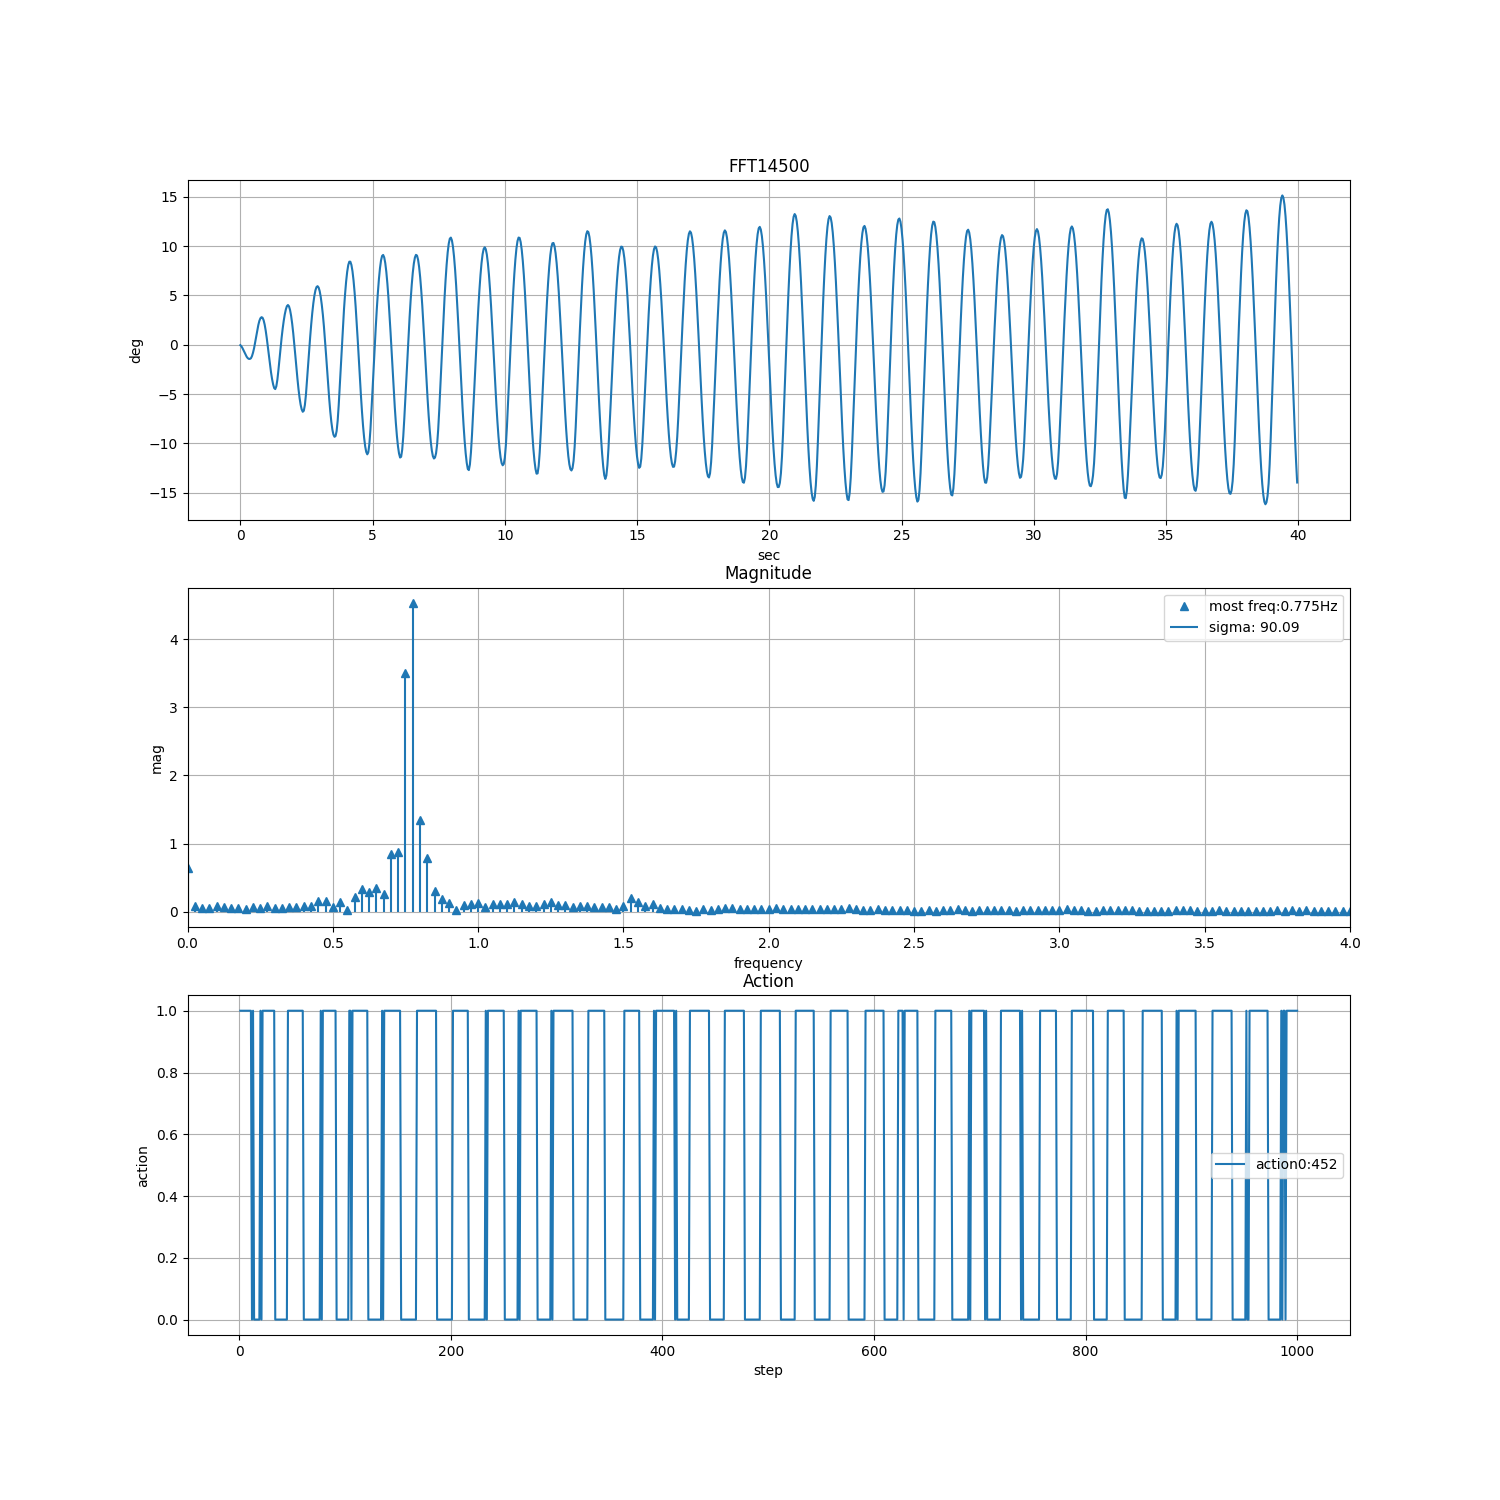 FFT14500
15
10
5
0
−5
−10
−15
deg
0 5 10 15 20 25 30 35 40
sec
Magnitude
most freq:0.775Hz
sigma: 90.09
4
3
2
1
0
mag
0.0 0.5 1.0 1.5 2.0 2.5 3.0 3.5 4.0
frequency
Action
1.0
0.8
0.6
0.4
0.2
0.0
action
action0:452
0 200 400 600 800 1000
step